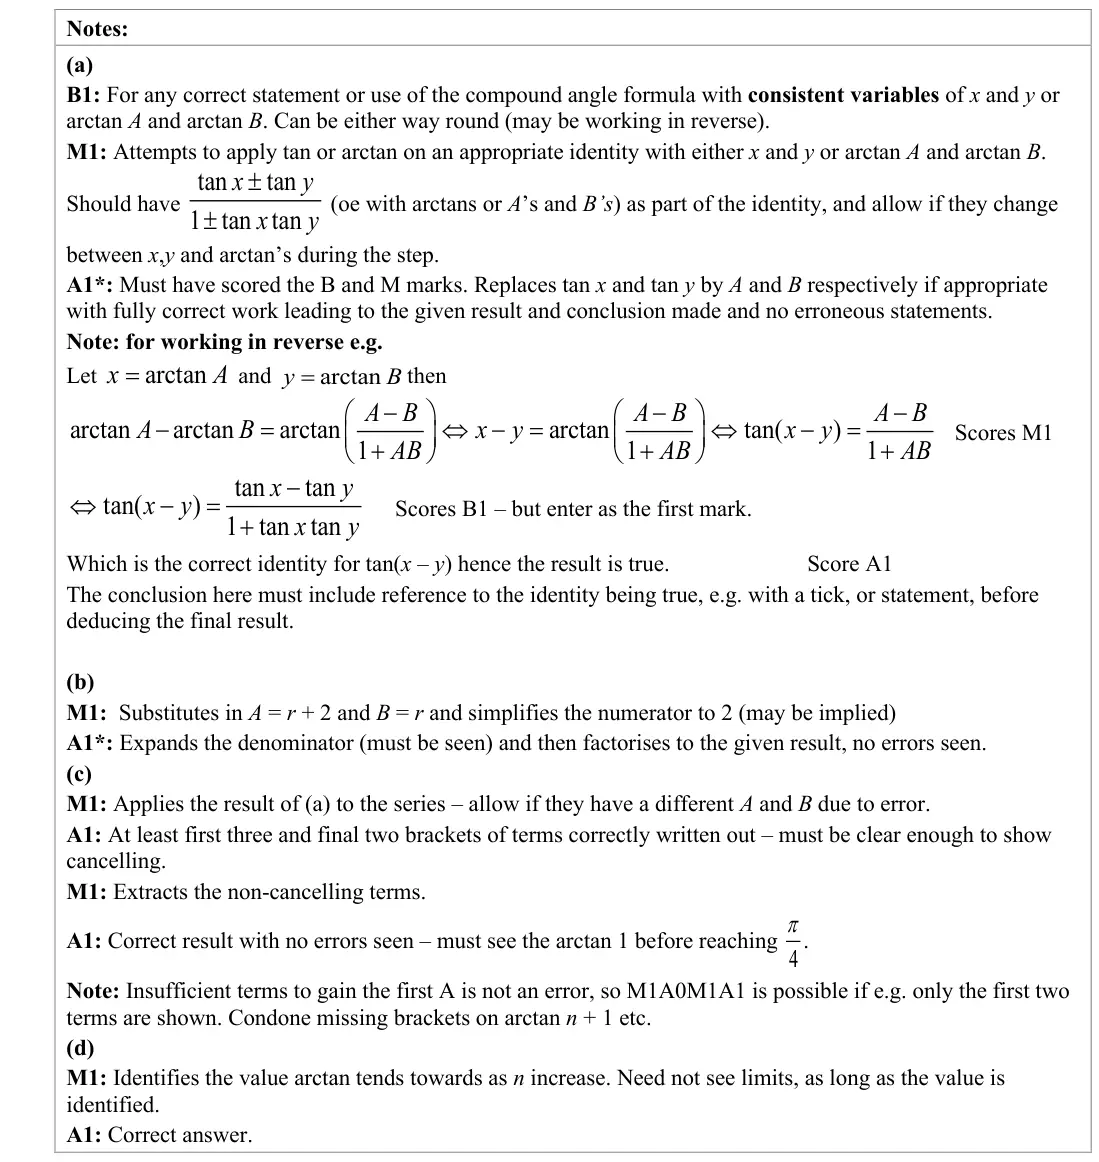 Notes:
(a)
B1: For any correct statement or use of the compound angle formula with consistent variables of x and y or
arctan A and arctan B. Can be either way round (may be working in reverse).
M1: Attempts to apply tan or arctan on an appropriate identity with either x and y or arctan A and arctan B.
Should have \frac{\tan x \pm \tan y}{1 \pm \tan x \tan y} (oe with arctans or A's and B's) as part of the identity, and allow if they change
between x,y and arctan's during the step.
A1*: Must have scored the B and M marks. Replaces tan x and tan y by A and B respectively if appropriate
with fully correct work leading to the given result and conclusion made and no erroneous statements.
Note: for working in reverse e.g.
Let x = arctan A and y = arctan B then
\arctan A - \arctan B = \arctan\left(\frac{A-B}{1+AB}\right) \Leftrightarrow x - y = \arctan\left(\frac{A-B}{1+AB}\right) \Leftrightarrow \tan(x-y) = \frac{A-B}{1+AB} Scores M1
\Leftrightarrow \tan(x-y) = \frac{\tan x - \tan y}{1 + \tan x \tan y} Scores B1 – but enter as the first mark.
Which is the correct identity for tan(x – y) hence the result is true. Score A1
The conclusion here must include reference to the identity being true, e.g. with a tick, or statement, before
deducing the final result.
(b)
M1: Substitutes in A = r + 2 and B = r and simplifies the numerator to 2 (may be implied)
A1*: Expands the denominator (must be seen) and then factorises to the given result, no errors seen.
(c)
M1: Applies the result of (a) to the series – allow if they have a different A and B due to error.
A1: At least first three and final two brackets of terms correctly written out – must be clear enough to show
cancelling.
M1: Extracts the non-cancelling terms.
A1: Correct result with no errors seen – must see the arctan 1 before reaching \frac{\pi}{4}.
Note: Insufficient terms to gain the first A is not an error, so M1A0M1A1 is possible if e.g. only the first two
terms are shown. Condone missing brackets on arctan n + 1 etc.
(d)
M1: Identifies the value arctan tends towards as n increase. Need not see limits, as long as the value is
identified.
A1: Correct answer.